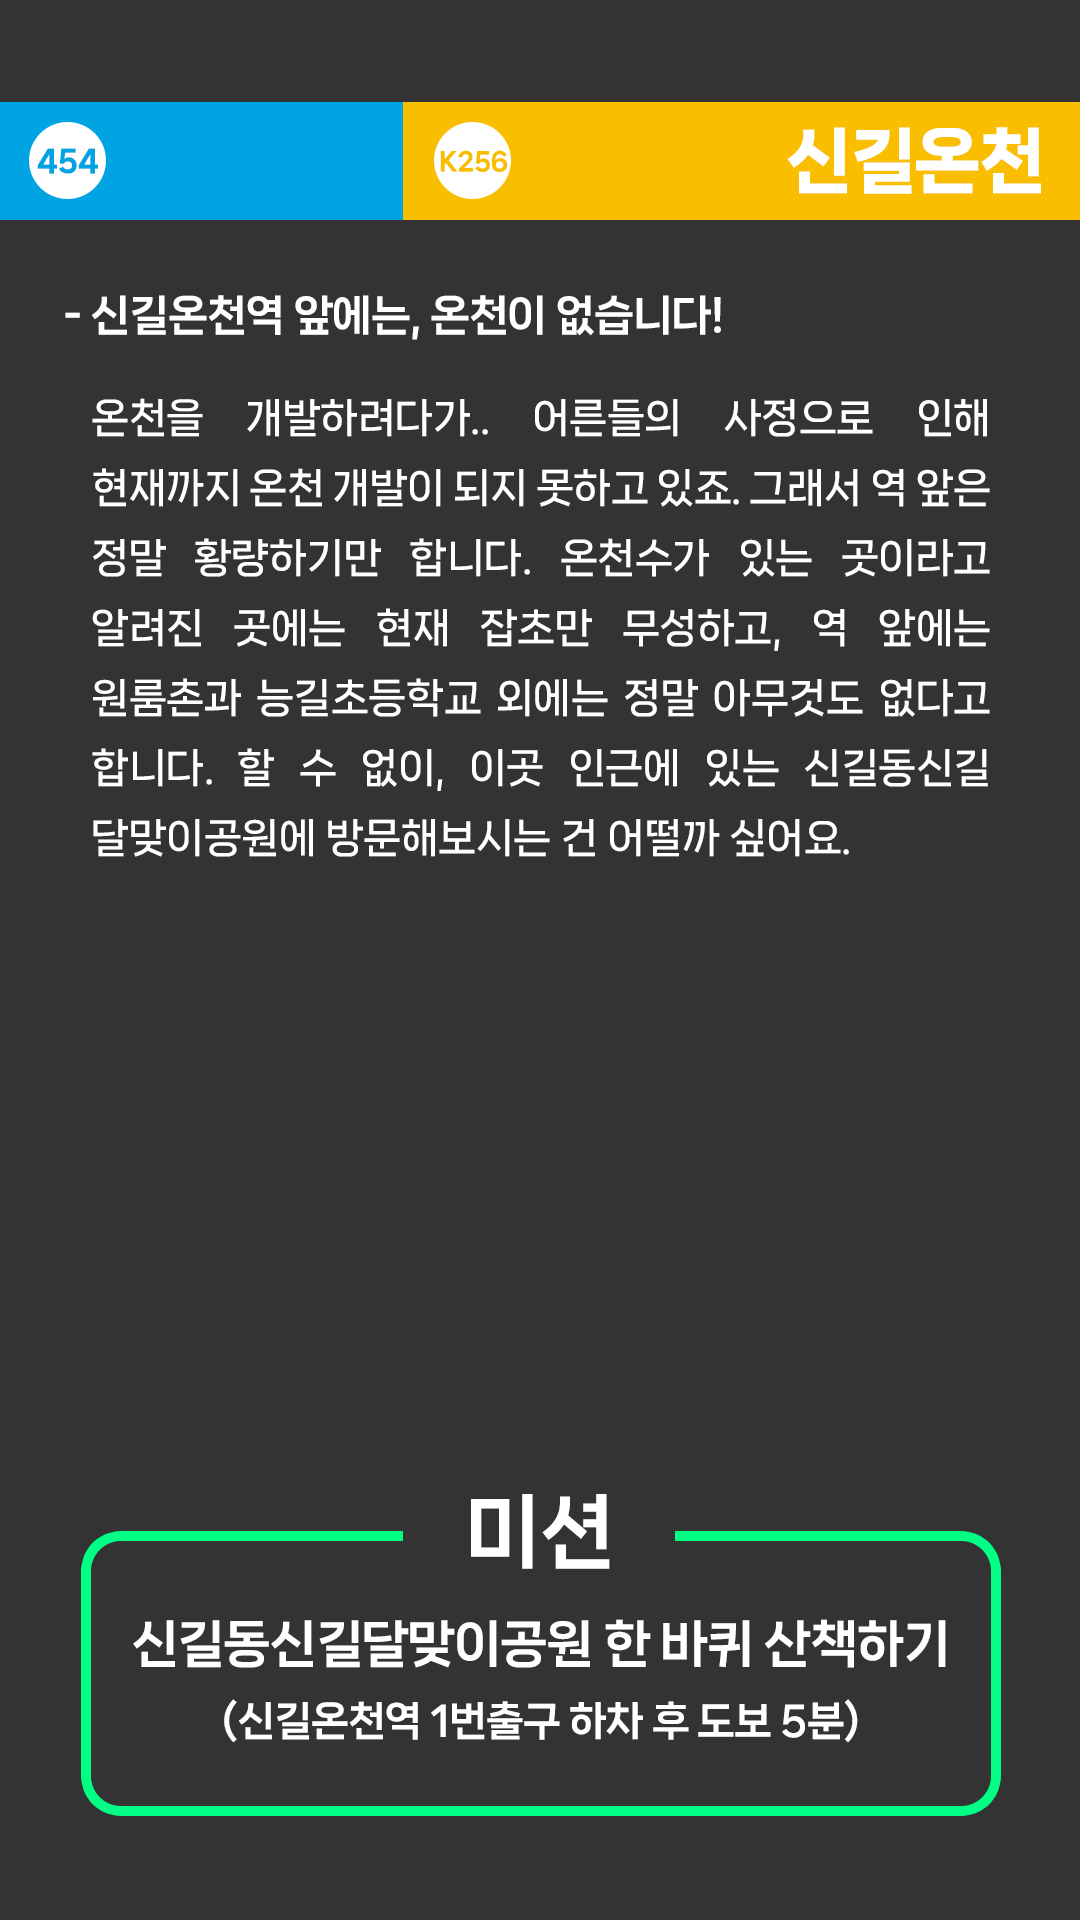 454
K256
신길온천
- 신길온천역 앞에는, 온천이 없습니다!
온천을 개발하려다가.. 어른들의 사정으로 인해
현재까지 온천 개발이 되지 못하고 있죠. 그래서 역 앞은
정말 황량하기만 합니다. 온천수가 있는 곳이라고
알려진 곳에는 현재 잡초만 무성하고, 역 앞에는
원룸촌과 능길초등학교 외에는 정말 아무것도 없다고
합니다. 할 수 없이, 이곳 인근에 있는 신길동신길
달맞이공원에 방문해보시는 건 어떨까 싶어요.
미션
신길동신길달맞이공원 한 바퀴 산책하기
(신길온천역 1번출구 하차 후 도보 5분)